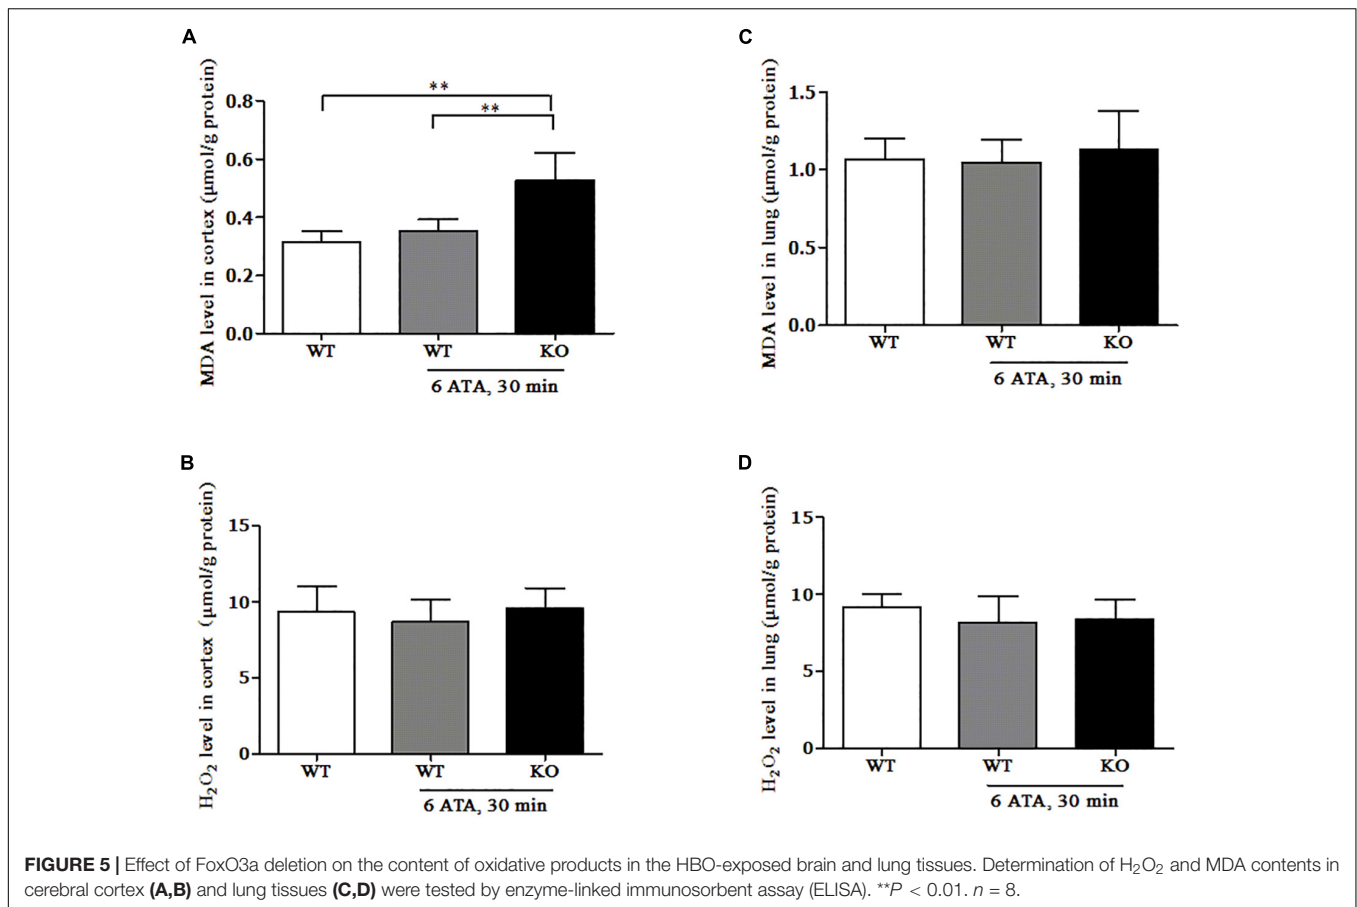 A
MDA level in cortex (μmol/g protein)
0.8
0.6
0.4
0.2
0.0
**
**
WT
WT
KO
6 ATA, 30 min
C
MDA level in lung (μmol/g protein)
1.5
1.0
0.5
0.0
WT
WT
KO
6 ATA, 30 min
B
H₂O₂ level in cortex (μmol/g protein)
15
10
5
0
WT
WT
KO
6 ATA, 30 min
D
H₂O₂ level in lung (μmol/g protein)
15
10
5
0
WT
WT
KO
6 ATA, 30 min
FIGURE 5 | Effect of FoxO3a deletion on the content of oxidative products in the HBO-exposed brain and lung tissues. Determination of H₂O₂ and MDA contents in
cerebral cortex (A,B) and lung tissues (C,D) were tested by enzyme-linked immunosorbent assay (ELISA). **P < 0.01. n = 8.